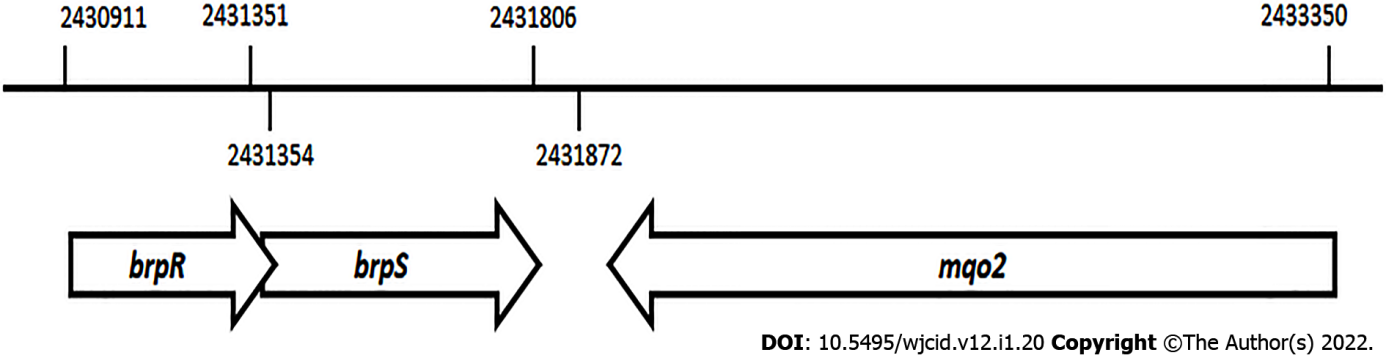 2430911 2431351 2431806 2433350
2431354 2431872
brpR brpS mqo2
DOI: 10.5495/wjcid.v12.i1.20 Copyright ©The Author(s) 2022.